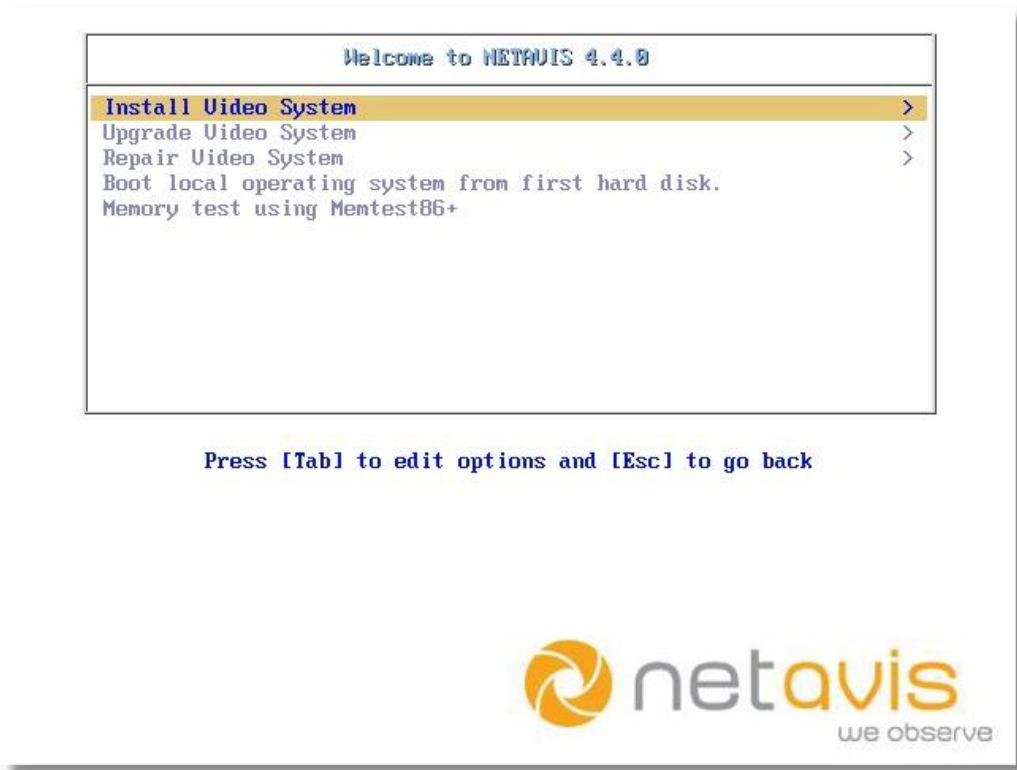 Welcome to NETAVIS 4.4.0
Install Video System >
Upgrade Video System >
Repair Video System >
Boot local operating system from first hard disk.
Memory test using Memtest86+
Press [Tab] to edit options and [Esc] to go back
netavis
we observe